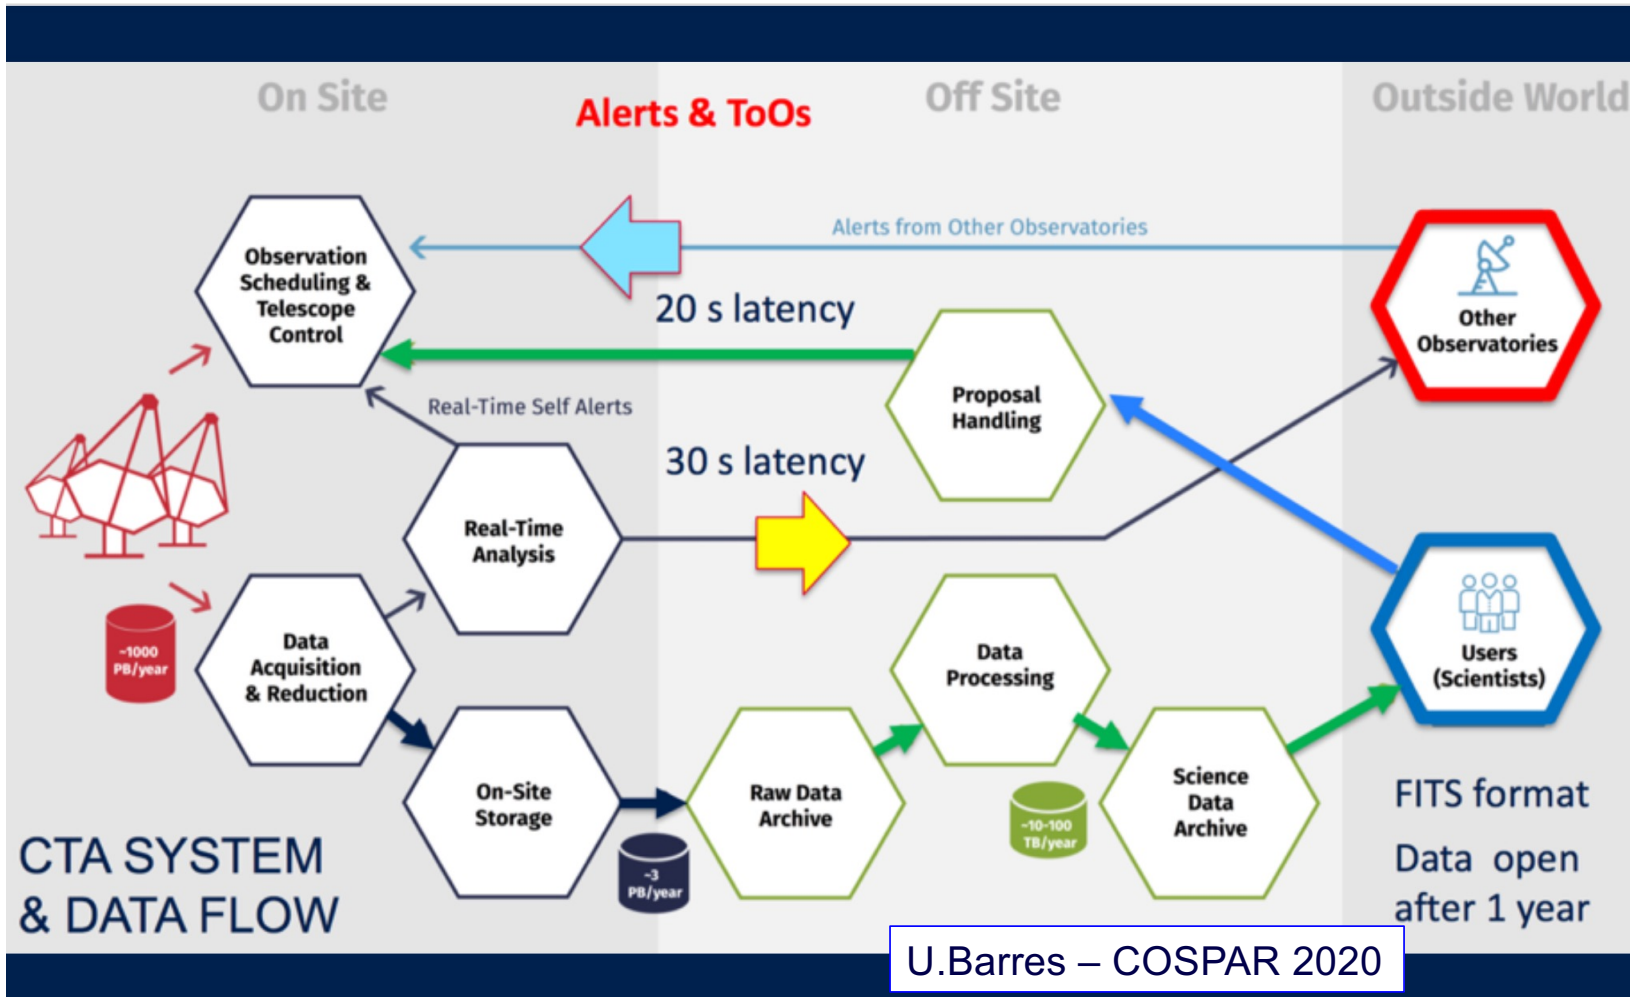 On Site
Alerts & ToOs
Off Site
Outside World
Alerts from Other Observatories
Observation
Scheduling &
Telescope
Control
20 s latency
Other
Observatories
Proposal
Handling
Real-Time Self Alerts
30 s latency
Real-Time
Analysis
~1000
PB/year
Data
Acquisition
& Reduction
Data
Processing
Users
(Scientists)
On-Site
Storage
Raw Data
Archive
~10-100
TB/year
Science
Data
Archive
~3
PB/year
FITS format
Data open
after 1 year
CTA SYSTEM
& DATA FLOW
U.Barres – COSPAR 2020